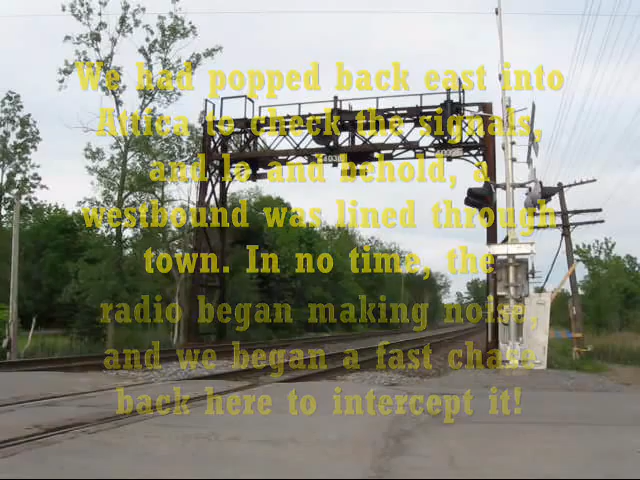 We had popped back east into
Attica to check the signals,
and lo and behold, a
westbound was lined through
town. In no time, the
radio began making noise,
and we began a fast chase
back here to intercept it!